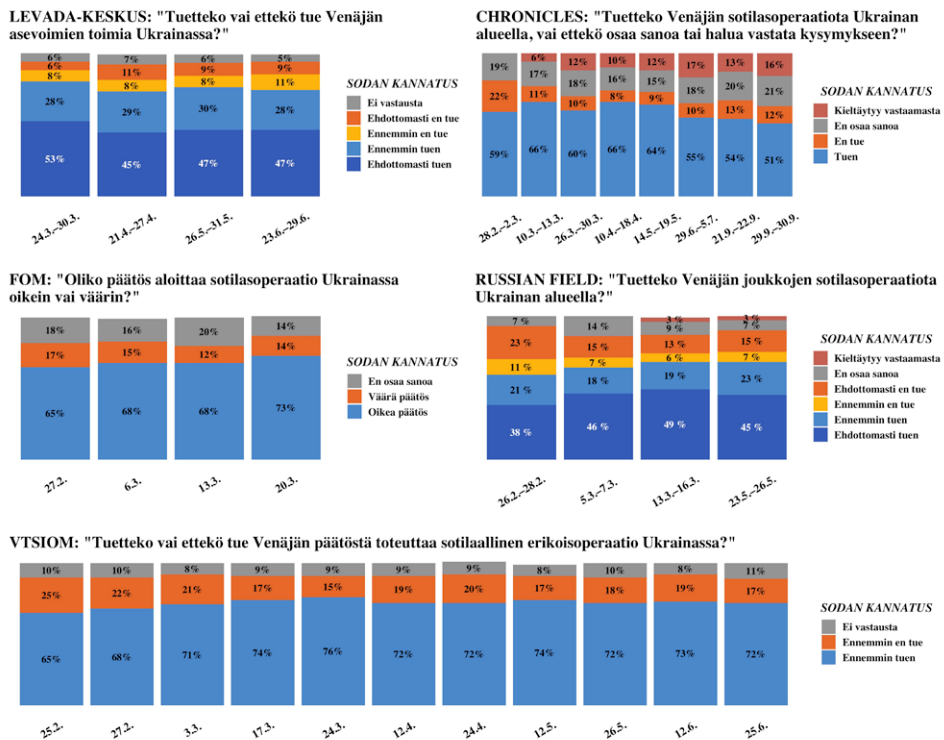 LEVADA-KESKUS: "Tuetteko vai ettekö tue Venäjän
asevoimien toimia Ukrainassa?"
6% 7% 6% 5%
6% 11% 9% 9%
8% 8% 8% 11%
28% 29% 30% 28%
53% 45% 47% 47%
24.3.–30.3. 21.4.–27.4. 26.5.–31.5. 23.6.–29.6.
SODAN KANNATUS
Ei vastausta
Ehdottomasti en tue
Ennemmin en tue
Ennemmin tuen
Ehdottomasti tuen
CHRONICLES: "Tuetteko Venäjän sotilasoperaatiota Ukrainan
alueella, vai ettekö osaa sanoa tai halua vastata kysymykseen?"
6% 12% 10% 12% 17% 13% 16%
19% 17% 18% 16% 15% 18% 20% 21%
22% 11% 10% 8% 9% 10% 13% 12%
59% 66% 60% 66% 64% 55% 54% 51%
28.2.–2.3. 10.3.–13.3. 26.3.–30.3. 10.4.–18.4. 14.5.–19.5. 29.6.–5.7. 21.9.–22.9. 29.9.–30.9.
SODAN KANNATUS
Kieltäytyy vastaamasta
En osaa sanoa
En tue
Tuen
FOM: "Oliko päätös aloittaa sotilasoperaatio Ukrainassa
oikein vai väärin?"
18% 16% 20% 14%
17% 15% 12% 14%
65% 68% 68% 73%
27.2. 6.3. 13.3. 20.3.
SODAN KANNATUS
En osaa sanoa
Väärä päätös
Oikea päätös
RUSSIAN FIELD: "Tuetteko Venäjän joukkojen sotilasoperaatiota
Ukrainan alueella?"
3 % 3 %
7 % 14 % 9 % 7 %
23 % 15 % 13 % 15 %
11 % 7 % 6 % 7 %
21 % 18 % 19 % 23 %
38 % 46 % 49 % 45 %
26.2.–28.2. 5.3.–7.3. 13.3.–16.3. 23.5.–26.5.
SODAN KANNATUS
Kieltäytyy vastaamasta
En osaa sanoa
Ehdottomasti en tue
Ennemmin en tue
Ennemmin tuen
Ehdottomasti tuen
VTSIOM: "Tuetteko vai ettekö tue Venäjän päätöstä toteuttaa sotilaallinen erikoisoperaatio Ukrainassa?"
10% 10% 8% 9% 9% 9% 9% 8% 10% 8% 11%
25% 22% 21% 17% 15% 19% 20% 17% 18% 19% 17%
65% 68% 71% 74% 76% 72% 72% 74% 72% 73% 72%
25.2. 27.2. 3.3. 17.3. 24.3. 12.4. 24.4. 12.5. 26.5. 12.6. 25.6.
SODAN KANNATUS
Ei vastausta
Ennemmin en tue
Ennemmin tuen